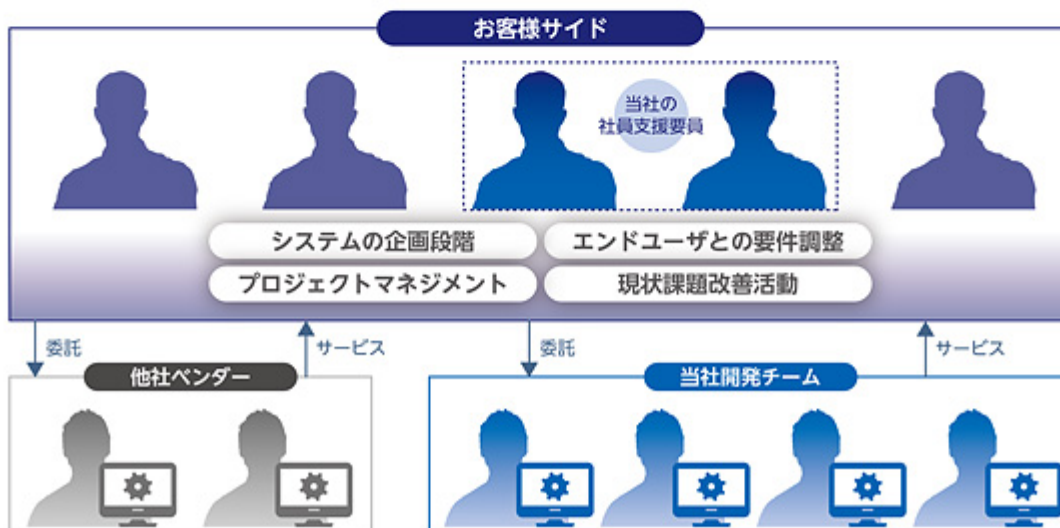 お客様サイド
当社の
社員支援要員
システムの企画段階
エンドユーザとの要件調整
プロジェクトマネジメント
現状課題改善活動
委託
サービス
委託
サービス
他社ベンダー
当社開発チーム